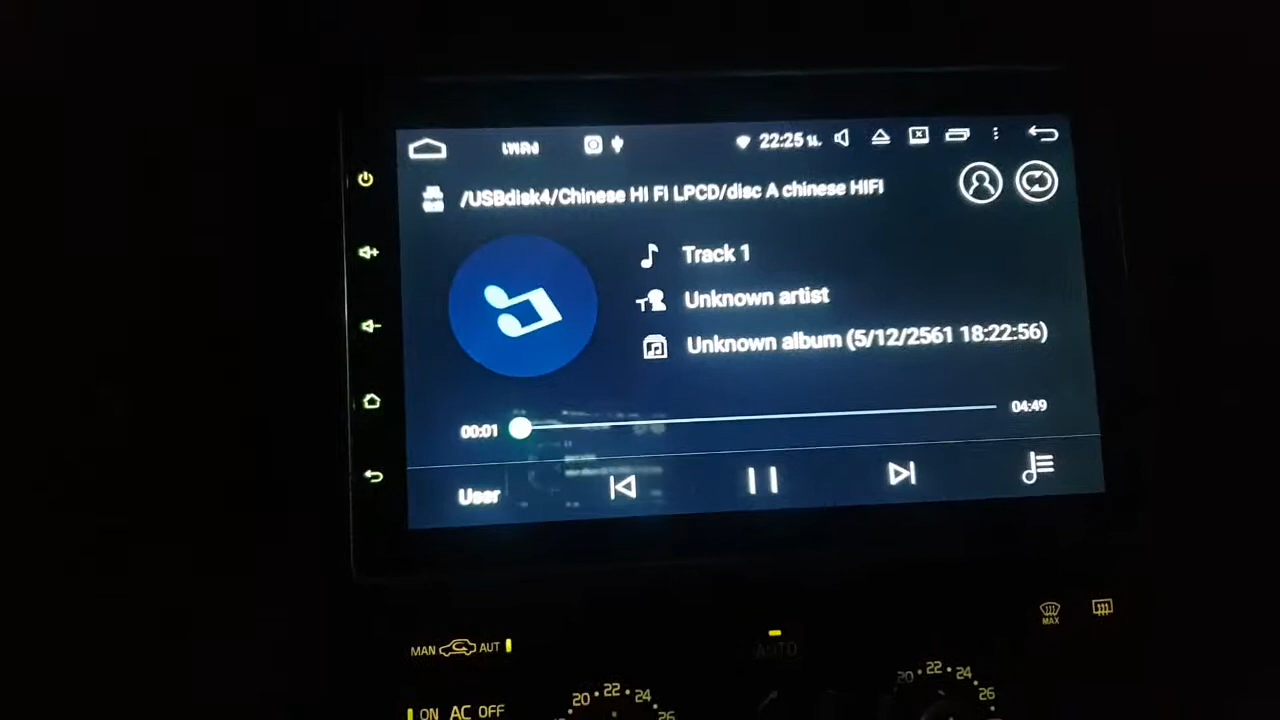 เพลง
22:25 น.
/USBdisk4/Chinese HI FI LPCD/disc A chinese HIFI
Track 1
Unknown artist
Unknown album (5/12/2561 18:22:56)
00:01
04:49
User
MAX
MAN AUT
AUTO
20 • 22 • 24
26
20 • 22 • 24
26
ON AC OFF